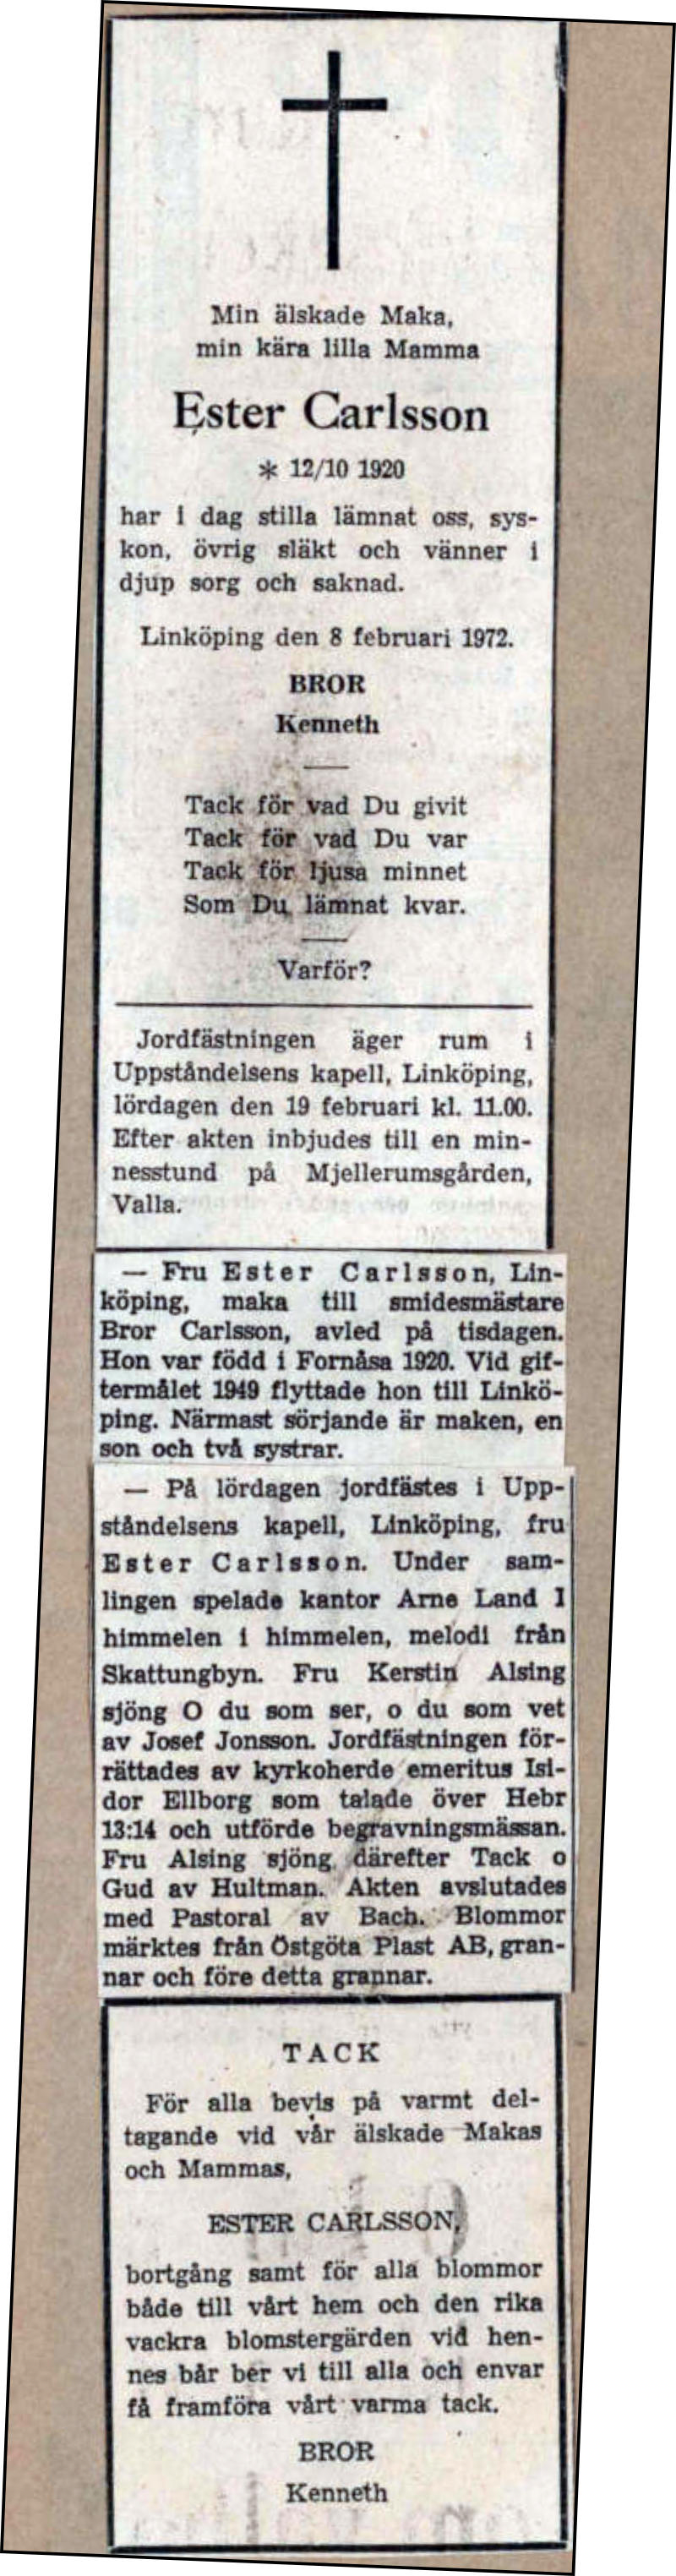 Min älskade Maka,
min kära lilla Mamma
Ester Carlsson
* 12/10 1920
har i dag stilla lämnat oss, sys-
kon, övrig släkt och vänner i
djup sorg och saknad.
Linköping den 8 februari 1972.
BROR
Kenneth
Tack för vad Du givit
Tack för vad Du var
Tack för ljusa minnet
Som Du lämnat kvar.
Varför?
Jordfästningen äger rum i
Uppståndelsens kapell, Linköping,
lördagen den 19 februari kl. 11.00.
Efter akten inbjudes till en min-
nesstund på Mjellerumsgården,
Valla.
— Fru Ester Carlsson, Lin-
köping, maka till smidesmästare
Bror Carlsson, avled på tisdagen.
Hon var född i Fornåsa 1920. Vid gif-
termålet 1949 flyttade hon till Linkö-
ping. Närmast sörjande är maken, en
son och två systrar.
— På lördagen jordfästes i Upp-
ståndelsens kapell, Linköping, fru
Ester Carlsson. Under sam-
lingen spelade kantor Arne Land I
himmelen i himmelen, melodi från
Skattungbyn. Fru Kerstin Alsing
sjöng O du som ser, o du som vet
av Josef Jonsson. Jordfästningen för-
rättades av kyrkoherde emeritus Isi-
dor Ellborg som talade över Hebr
13:14 och utförde begravningsmässan.
Fru Alsing sjöng därefter Tack o
Gud av Hultman. Akten avslutades
med Pastoral av Bach. Blommor
märktes från Östgöta Plast AB, gran-
nar och före detta grannar.
TACK
För alla bevis på varmt del-
tagande vid vår älskade Makas
och Mammas,
ESTER CARLSSON,
bortgång samt för alla blommor
både till vårt hem och den rika
vackra blomstergärden vid hen-
nes bår ber vi till alla och envar
få framföra vårt varma tack.
BROR
Kenneth